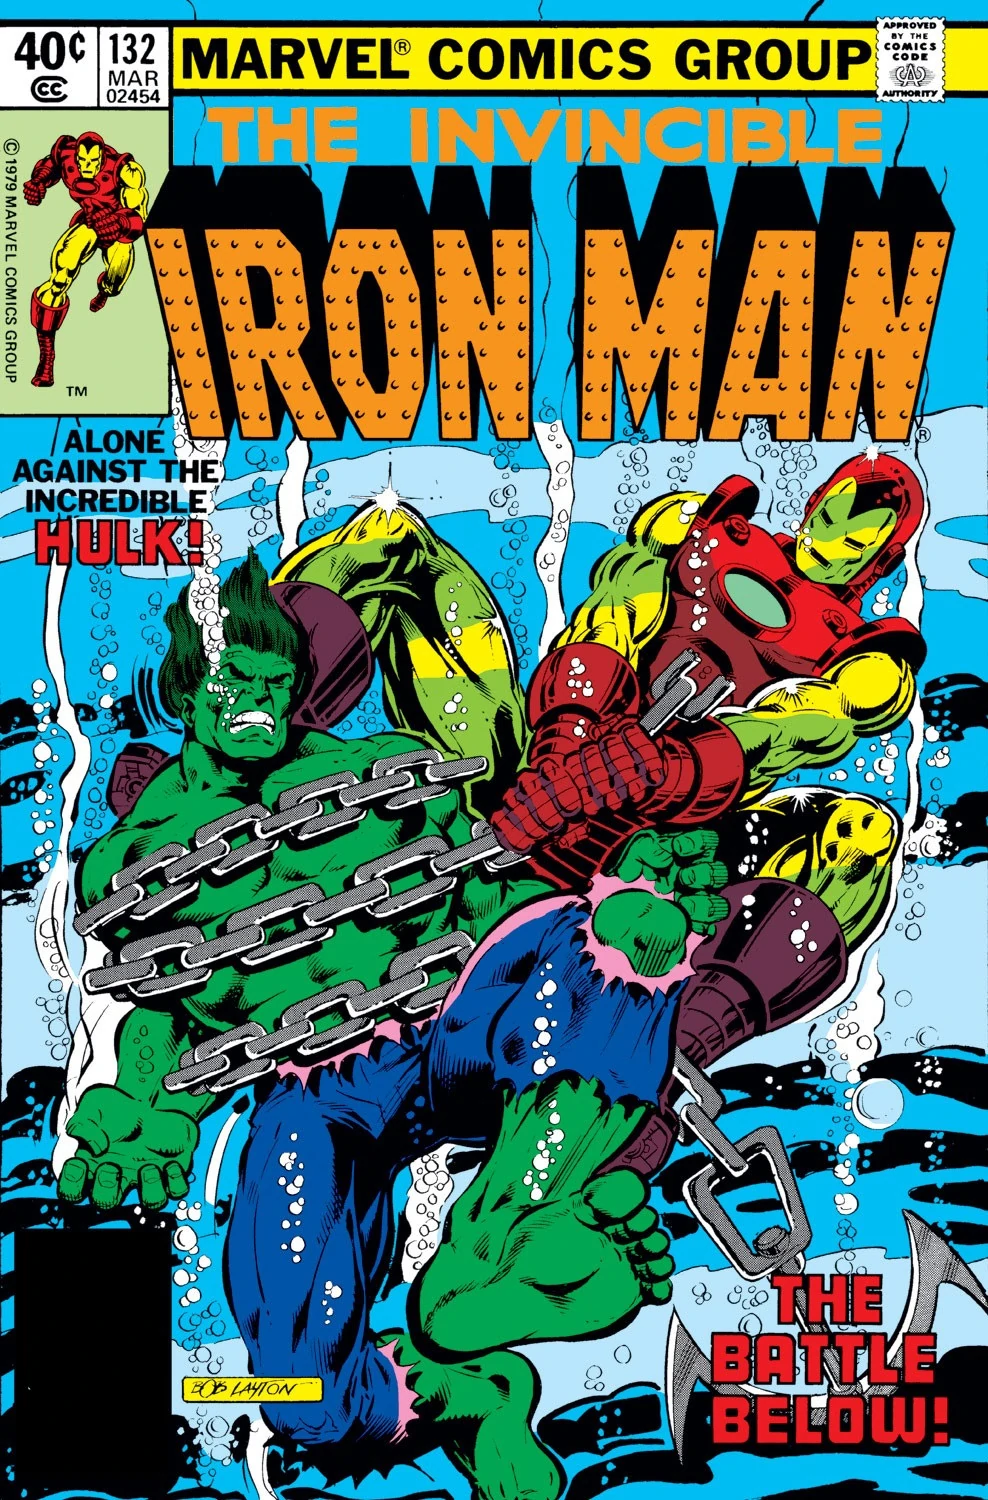 40¢
CC
132
MAR
02454
MARVEL® COMICS GROUP
APPROVED
BY THE
COMICS
CODE
CA
AUTHORITY
© 1979 MARVEL COMICS GROUP
TM
THE INVINCIBLE
IRON MAN®
ALONE
AGAINST THE
INCREDIBLE
HULK!
BOB LAYTON
THE
BATTLE
BELOW!